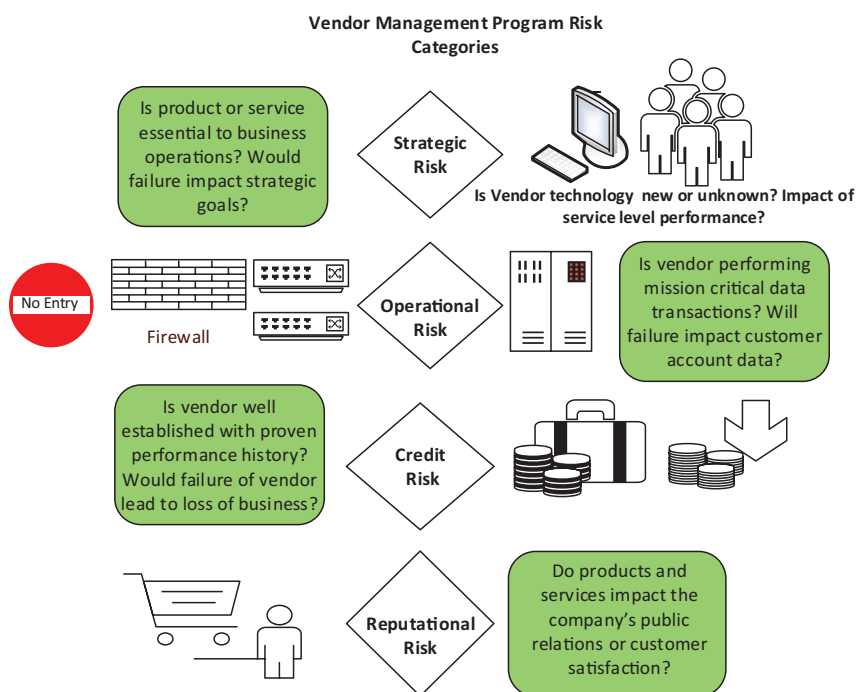 Vendor Management Program Risk
Categories
Is product or service
essential to business
operations? Would
failure impact strategic
goals?
Strategic
Risk
Is Vendor technology new or unknown? Impact of
service level performance?
No Entry
Firewall
Operational
Risk
Is vendor performing
mission critical data
transactions? Will
failure impact customer
account data?
Is vendor well
established with proven
performance history?
Would failure of vendor
lead to loss of business?
Credit
Risk
Reputational
Risk
Do products and
services impact the
company’s public
relations or customer
satisfaction?